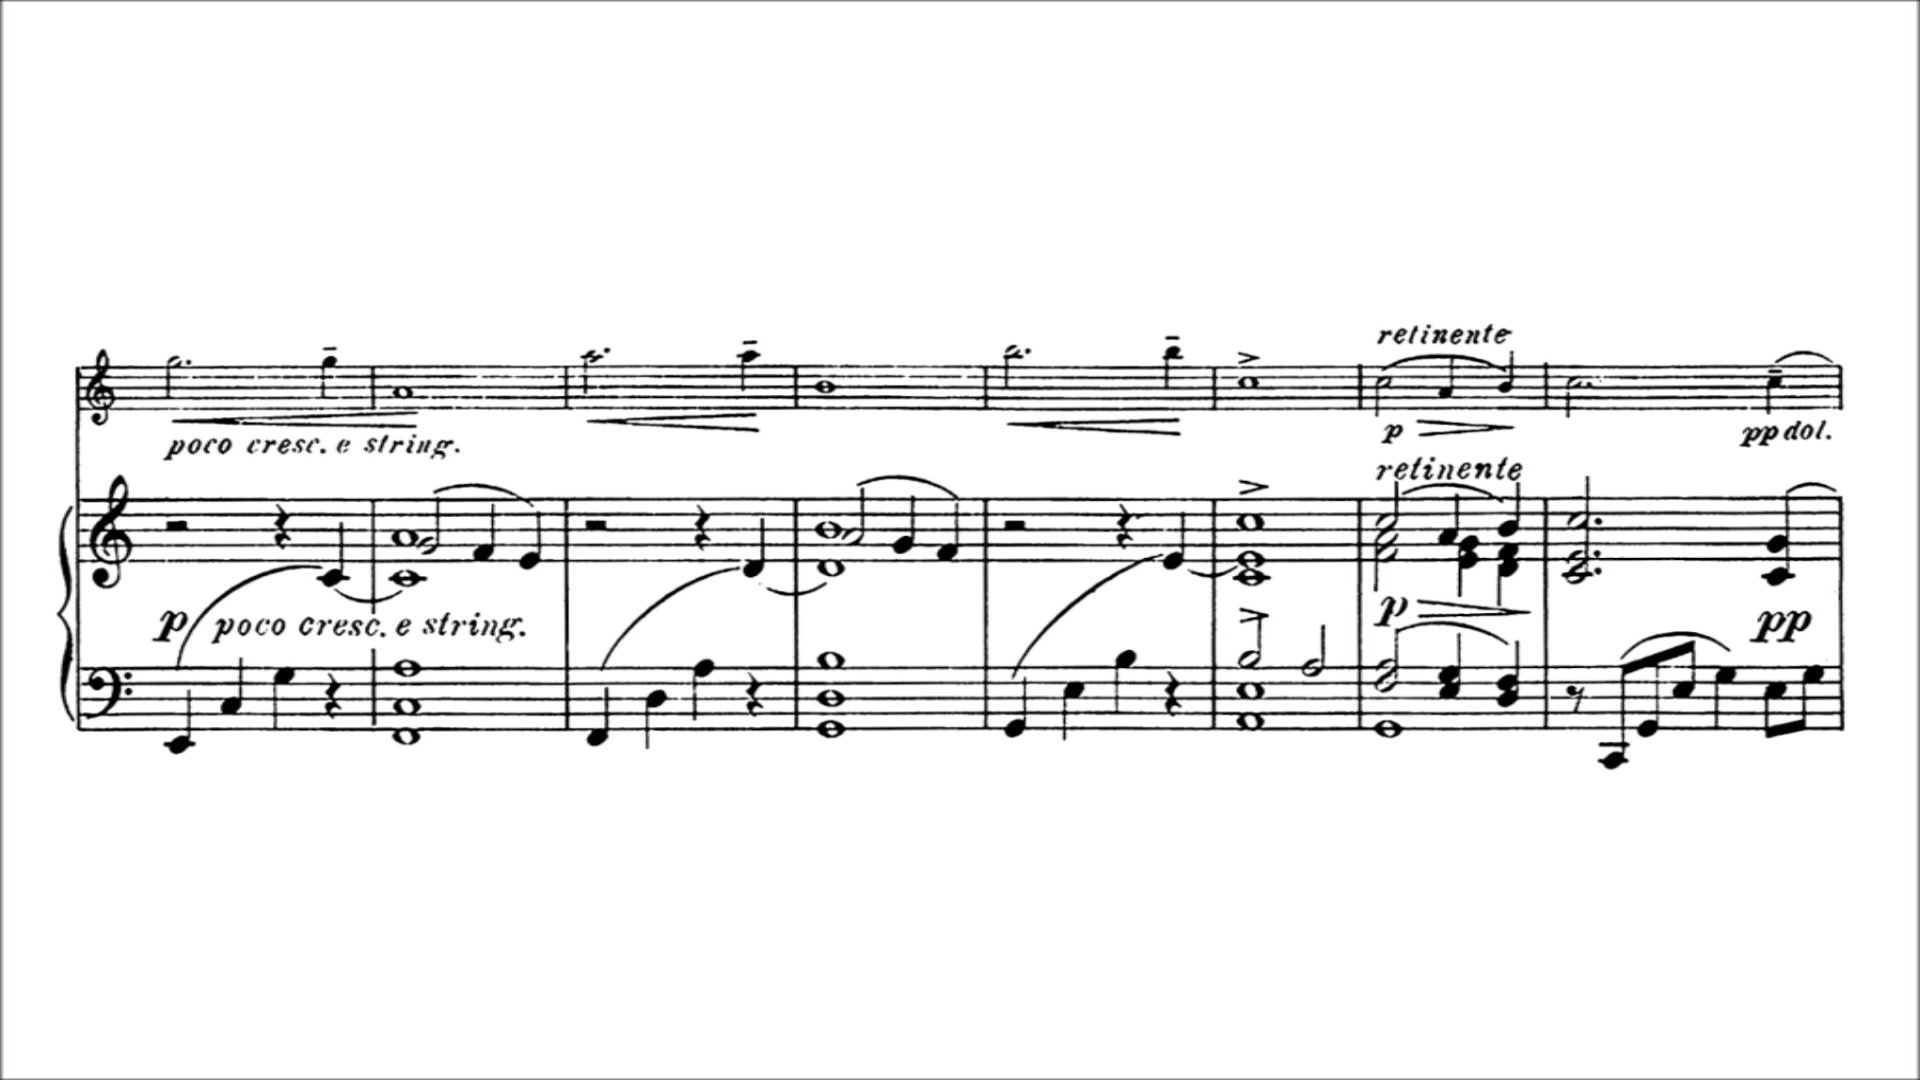 retinente
poco cresc. e string.
p
pp dol.
retinente
p poco cresc. e string.
p
pp